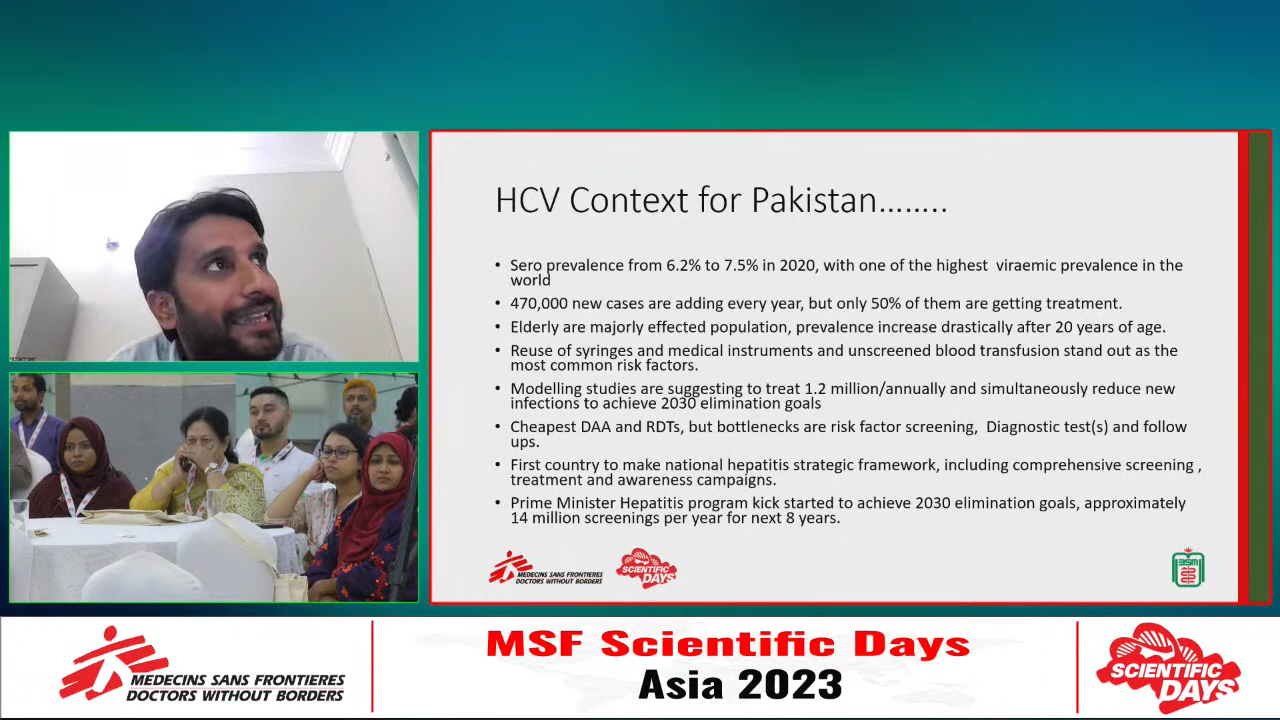 HCV Context for Pakistan……..
• Sero prevalence from 6.2% to 7.5% in 2020, with one of the highest  viraemic prevalence in the
world
• 470,000 new cases are adding every year, but only 50% of them are getting treatment.
• Elderly are majorly effected population, prevalence increase drastically after 20 years of age.
• Reuse of syringes and medical instruments and unscreened blood transfusion stand out as the
most common risk factors.
• Modelling studies are suggesting to treat 1.2 million/annually and simultaneously reduce new
infections to achieve 2030 elimination goals
• Cheapest DAA and RDTs, but bottlenecks are risk factor screening,  Diagnostic test(s) and follow
ups.
• First country to make national hepatitis strategic framework, including comprehensive screening ,
treatment and awareness campaigns.
• Prime Minister Hepatitis program kick started to achieve 2030 elimination goals, approximately
14 million screenings per year for next 8 years.
MEDECINS SANS FRONTIERES
DOCTORS WITHOUT BORDERS
SCIENTIFIC
DAYS
MEDECINS SANS FRONTIERES
DOCTORS WITHOUT BORDERS
MSF Scientific Days
Asia 2023
SCIENTIFIC
DAYS